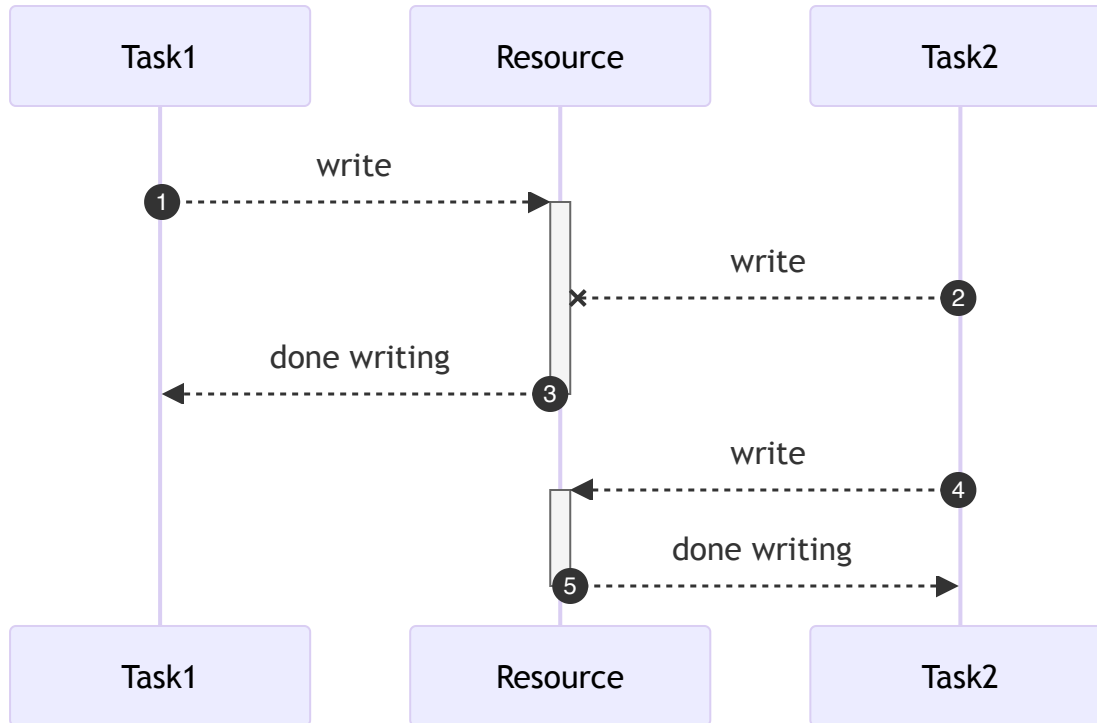 Task1
Resource
Task2
write
1
write
2
done writing
3
write
4
done writing
5
Task1
Resource
Task2